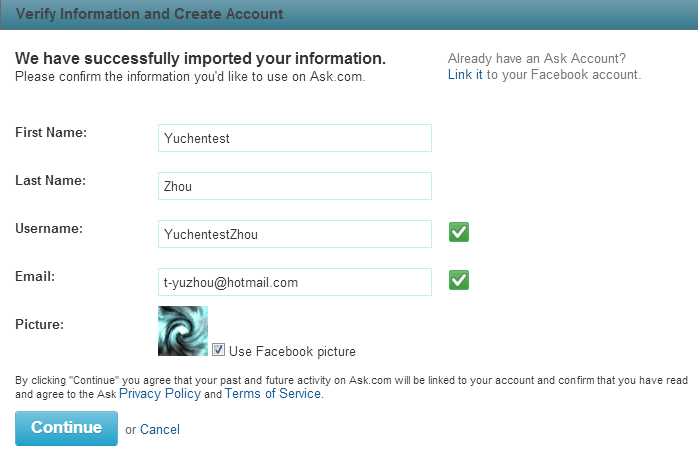 Verify Information and Create Account
We have successfully imported your information.
Please confirm the information you'd like to use on Ask.com.
Already have an Ask Account?
Link it to your Facebook account.
First Name:
Yuchentest
Last Name:
Zhou
Username:
YuchentestZhou
Email:
t-yuzhou@hotmail.com
Picture:
Use Facebook picture
By clicking "Continue" you agree that your past and future activity on Ask.com will be linked to your account and confirm that you have read
and agree to the Ask Privacy Policy and Terms of Service.
Continue or Cancel